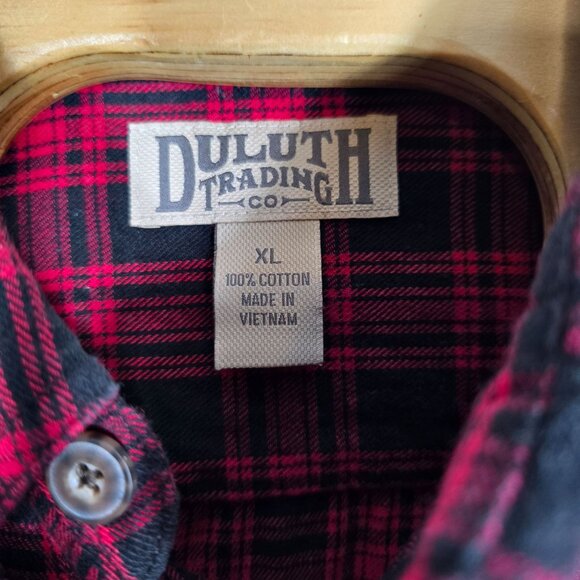 DULUTH
TRADING
CO
XL
100% COTTON
MADE IN
VIETNAM